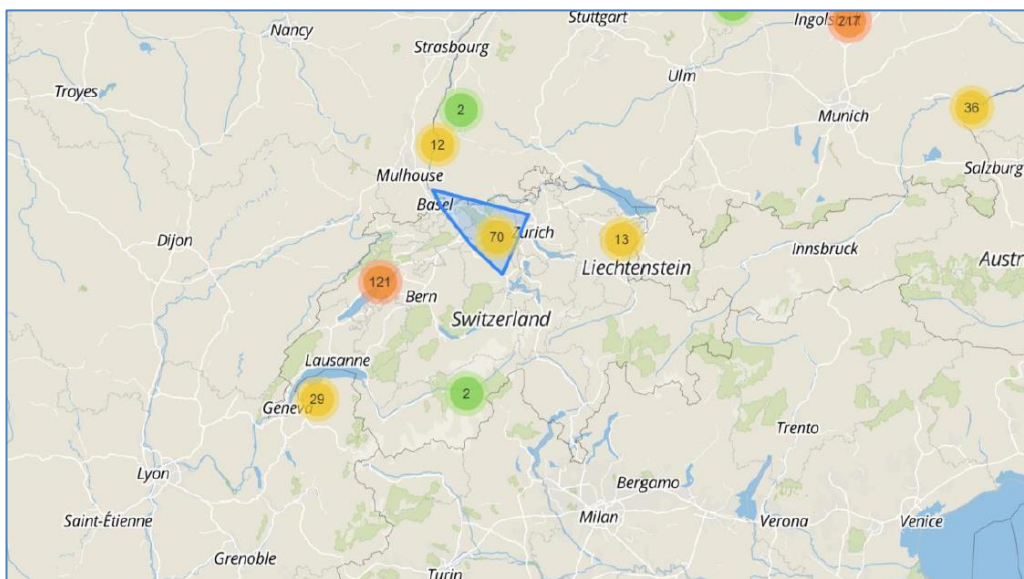 Stuttgart
Nancy
217
Strasbourg
Ulm
Troyes
36
2
Munich
12
Salzburg
Mulhouse
Basel
70
Zurich
13
Dijon
Innsbruck
Liechtenstein
Austr
121
Bern
Switzerland
Lausanne
2
29
Geneva
Trento
Lyon
Bergamo
Milan
Saint-Étienne
Verona
Venice
Grenoble
Turin